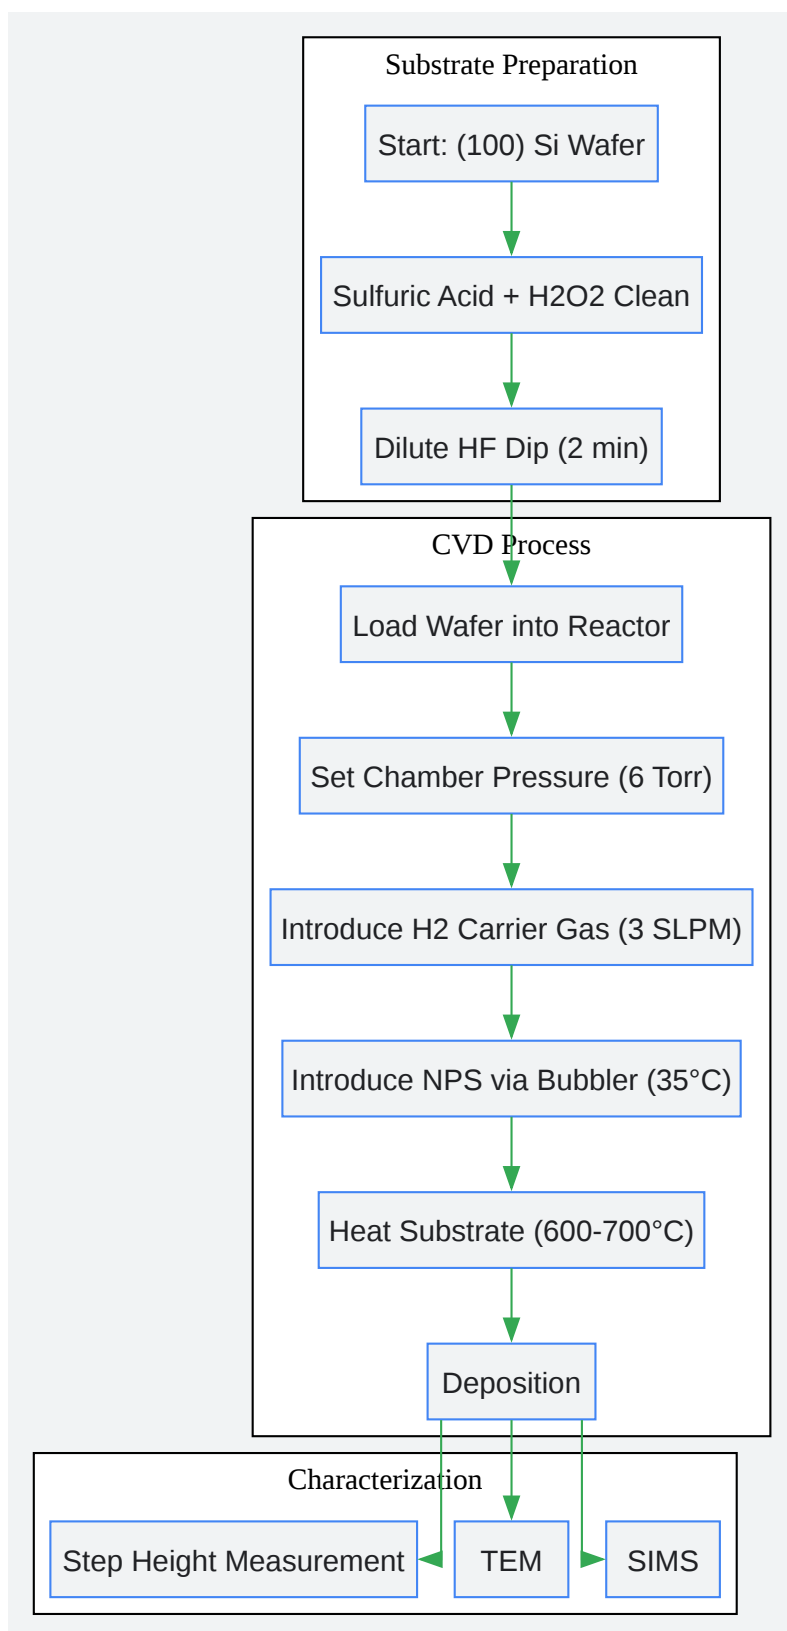 Substrate Preparation
Start: (100) Si Wafer
Sulfuric Acid + H2O2 Clean
Dilute HF Dip (2 min)
CVD Process
Load Wafer into Reactor
Set Chamber Pressure (6 Torr)
Introduce H2 Carrier Gas (3 SLPM)
Introduce NPS via Bubbler (35°C)
Heat Substrate (600-700°C)
Deposition
Characterization
Step Height Measurement
TEM
SIMS